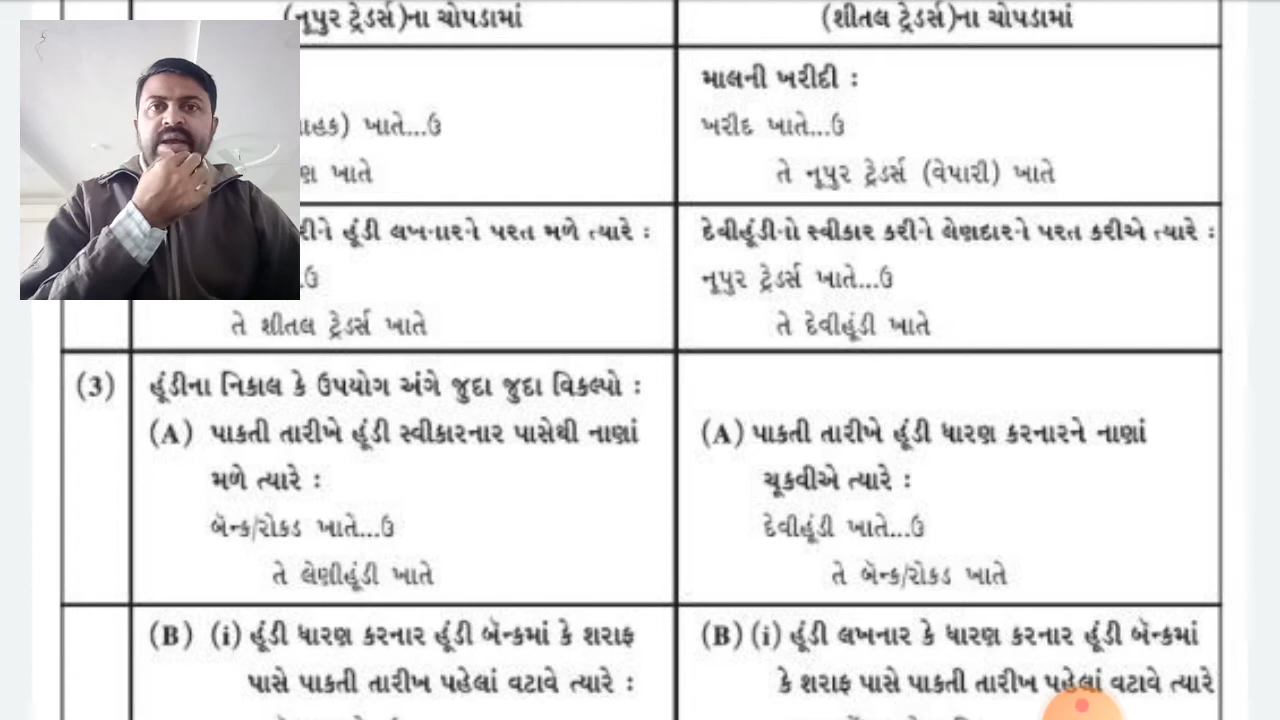 (નૂપુર ટ્રેડર્સ)ના ચોપડામાં
(શીતલ ટ્રેડર્સ)ના ચોપડામાં
ખાતે...ઉ
ખાતે
માલની ખરીદી :
ખરીદ ખાતે...ઉ
તે નૂપુર ટ્રેડર્સ (વેપારી) ખાતે
હૂંડી લખનારને પરત મળે ત્યારે :
તે શીતલ ટ્રેડર્સ ખાતે
દેવીહૂંડીનો સ્વીકાર કરીને લેણદારને પરત કરીએ ત્યારે :
નૂપુર ટ્રેડર્સ ખાતે...ઉ
તે દેવીહૂંડી ખાતે
(3) હૂંડીના નિકાલ કે ઉપયોગ અંગે જુદા જુદા વિકલ્પો :
(A) પાકતી તારીખે હૂંડી સ્વીકારનાર પાસેથી નાણાં
મળે ત્યારે :
બૅન્ક/રોકડ ખાતે...ઉ
તે લેણીહૂંડી ખાતે
(A) પાકતી તારીખે હૂંડી ધારણ કરનારને નાણાં
ચૂકવીએ ત્યારે :
દેવીહૂંડી ખાતે...ઉ
તે બૅન્ક/રોકડ ખાતે
(B) (i) હૂંડી ધારણ કરનાર હૂંડી બૅન્કમાં કે શરાફ
પાસે પાકતી તારીખ પહેલાં વટાવે ત્યારે :
(B) (i) હૂંડી લખનાર કે ધારણ કરનાર હૂંડી બૅન્કમાં
કે શરાફ પાસે પાકતી તારીખ પહેલાં વટાવે ત્યારે